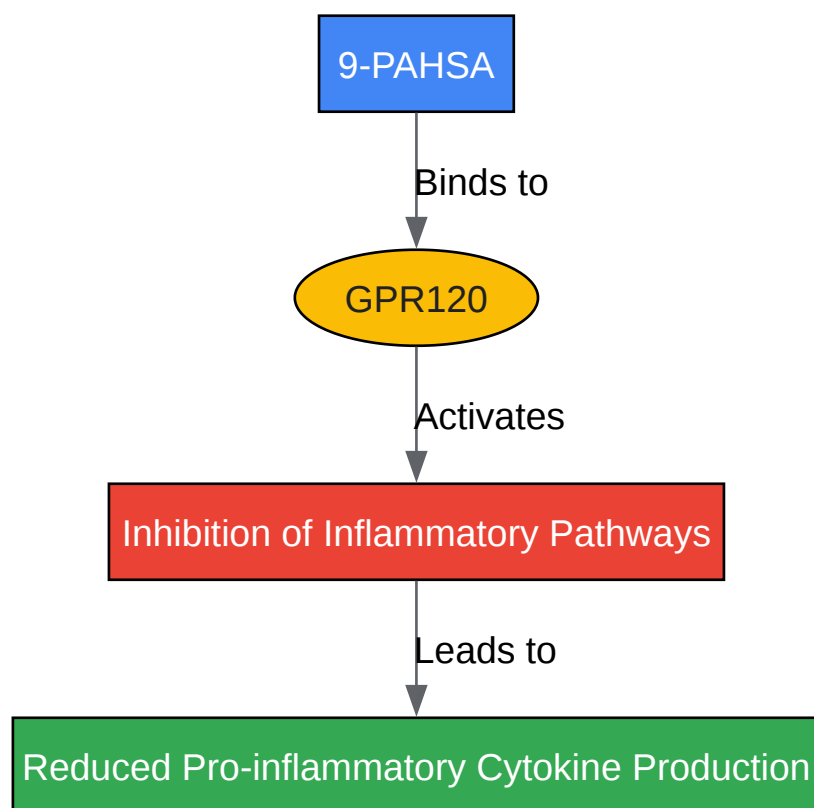 9-PAHSA
Binds to
GPR120
Activates
Inhibition of Inflammatory Pathways
Leads to
Reduced Pro-inflammatory Cytokine Production